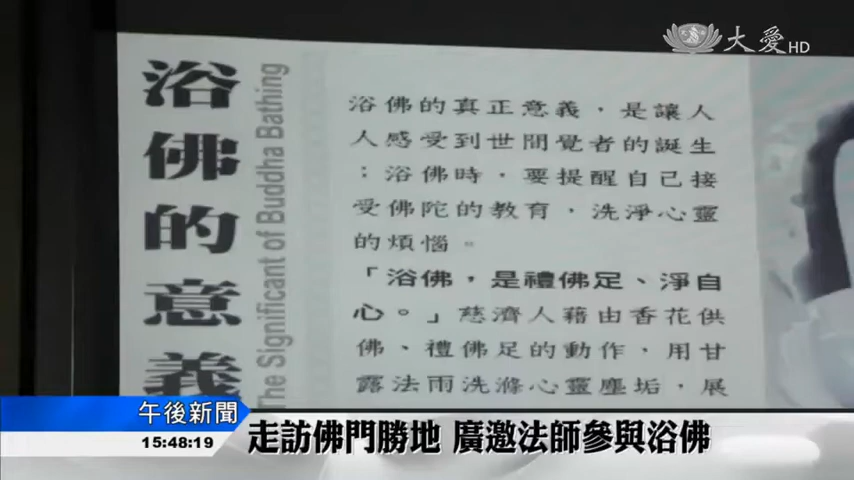 大愛HD
浴佛的意義
The Significant of Buddha Bathing
浴佛的真正意義，是讓人
人感受到世間覺者的誕生
；浴佛時，要提醒自己接
受佛陀的教育，洗淨心靈
的煩惱。
「浴佛，是禮佛足、淨自
心。」慈濟人藉由香花供
佛、禮佛足的動作，用甘
露法雨洗滌心靈塵垢，展
午後新聞
15:48:19
走訪佛門勝地 廣邀法師參與浴佛